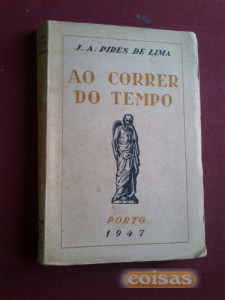 J. A. PIRES DE LIMA
AO CORRER
DO TEMPO
PORTO
1947
coisas